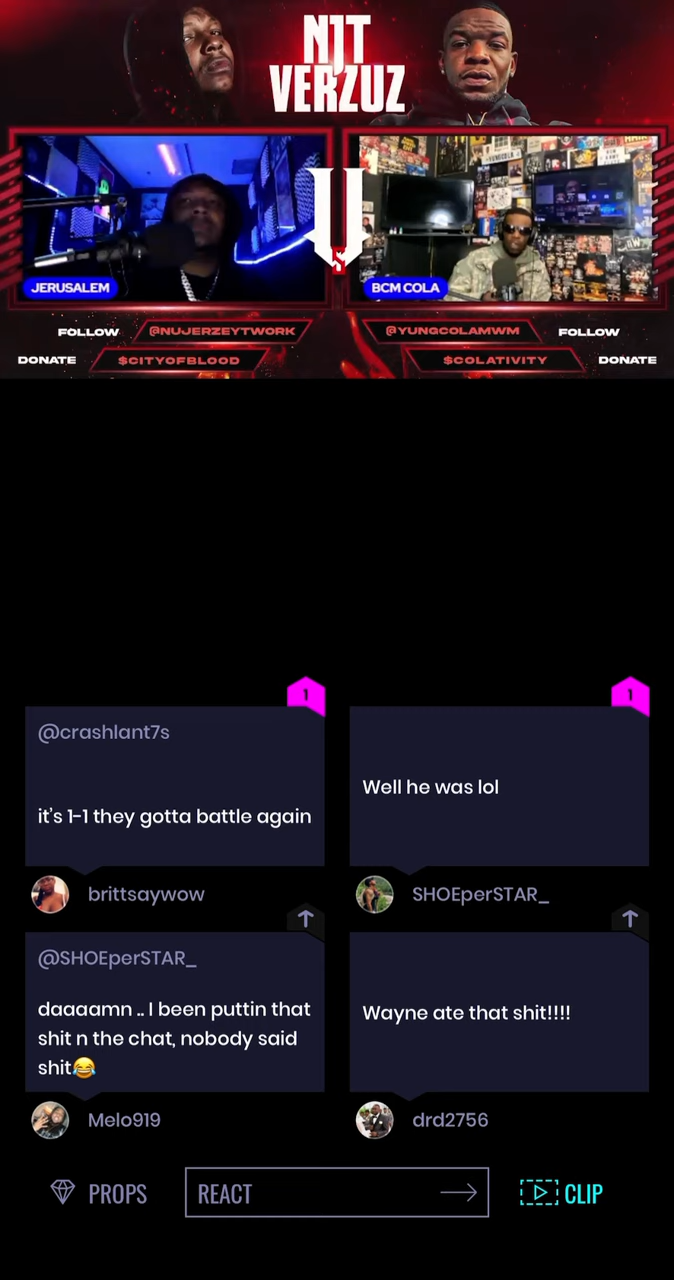 NJT
VERZUZ
VS
JERUSALEM
BCM COLA
FOLLOW @NUJERZEYTWORK
@YUNGCOLAMWM FOLLOW
DONATE $CITYOFBLOOD
$COLATIVITY DONATE
1
@crashlant7s
it's 1-1 they gotta battle again
brittsaywow
1
Well he was lol
SHOEperSTAR_
@SHOEperSTAR_
daaaamn .. I been puttin that
shit n the chat, nobody said
shit😂
Melo919
Wayne ate that shit!!!!
drd2756
PROPS
REACT
CLIP